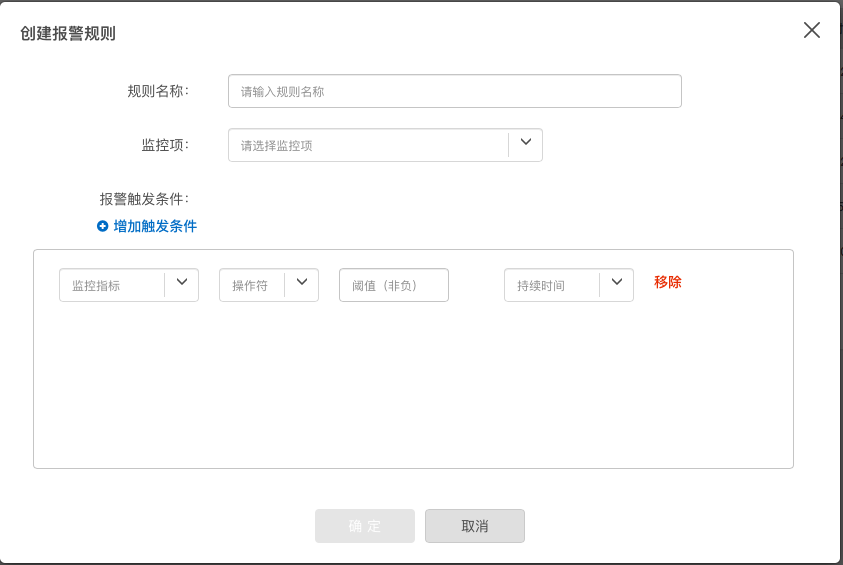 创建报警规则
规则名称：
请输入规则名称
监控项：
请选择监控项
报警触发条件：
增加触发条件
监控指标 操作符 阈值（非负） 持续时间 移除
确 定 取消